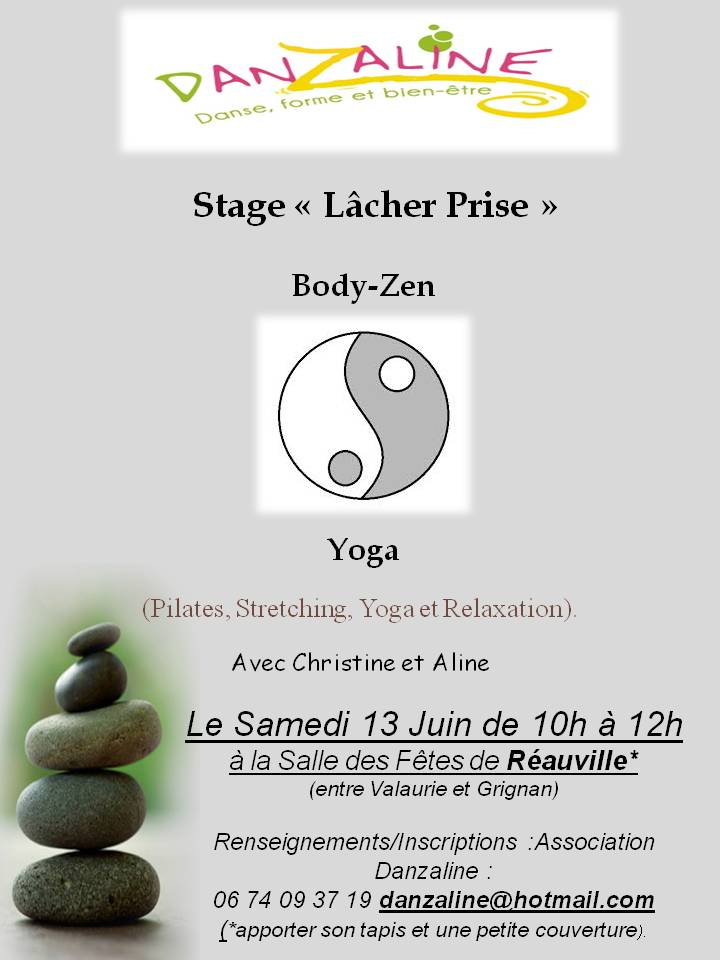 DANZALINE
Danse, forme et bien-être
Stage « Lâcher Prise »
Body-Zen
Yoga
(Pilates, Stretching, Yoga et Relaxation).
Avec Christine et Aline
Le Samedi 13 Juin de 10h à 12h
à la Salle des Fêtes de Réauville*
(entre Valaurie et Grignan)
Renseignements/Inscriptions :Association
Danzaline :
06 74 09 37 19 danzaline@hotmail.com
(*apporter son tapis et une petite couverture).